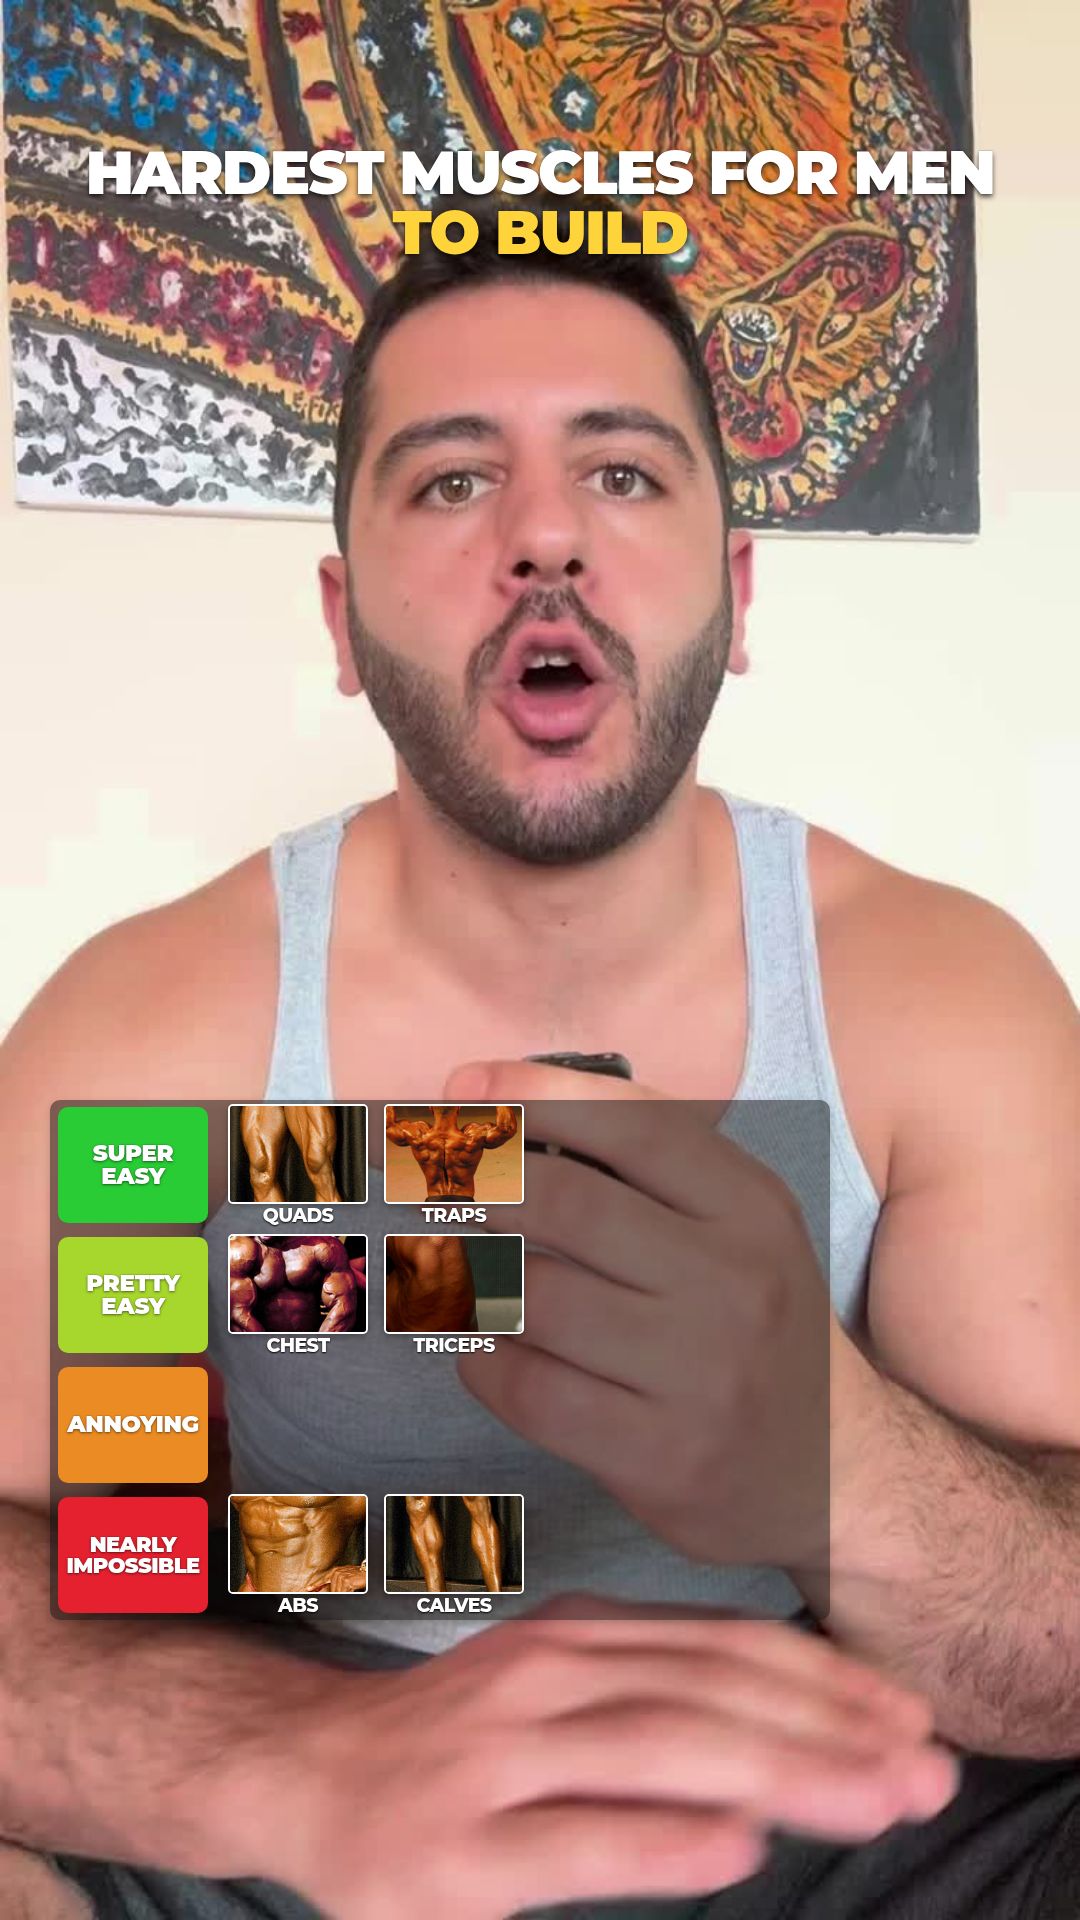 HARDEST MUSCLES FOR MEN
TO BUILD
SUPER
EASY
QUADS
TRAPS
PRETTY
EASY
CHEST
TRICEPS
ANNOYING
NEARLY
IMPOSSIBLE
ABS
CALVES